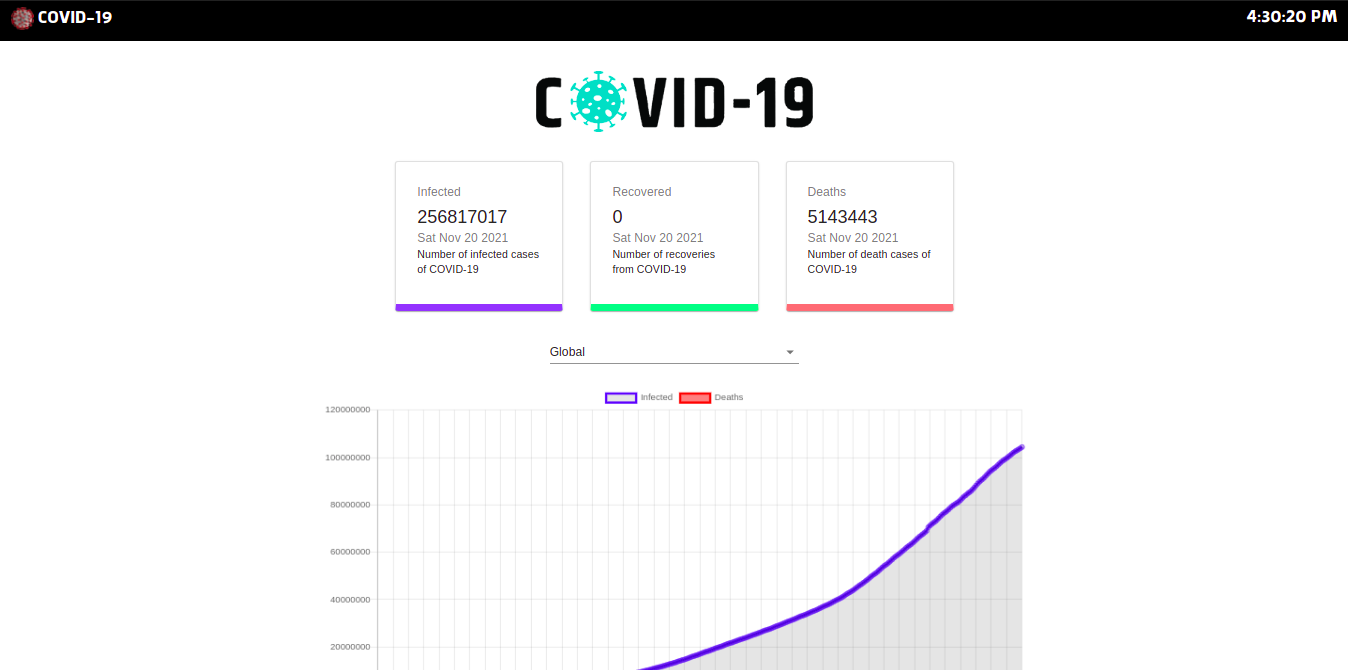 COVID-19
4:30:20 PM
COVID-19
Infected
256817017
Sat Nov 20 2021
Number of infected cases
of COVID-19
Recovered
0
Sat Nov 20 2021
Number of recoveries
from COVID-19
Deaths
5143443
Sat Nov 20 2021
Number of death cases of
COVID-19
Global
Infected Deaths
120000000
100000000
80000000
60000000
40000000
20000000